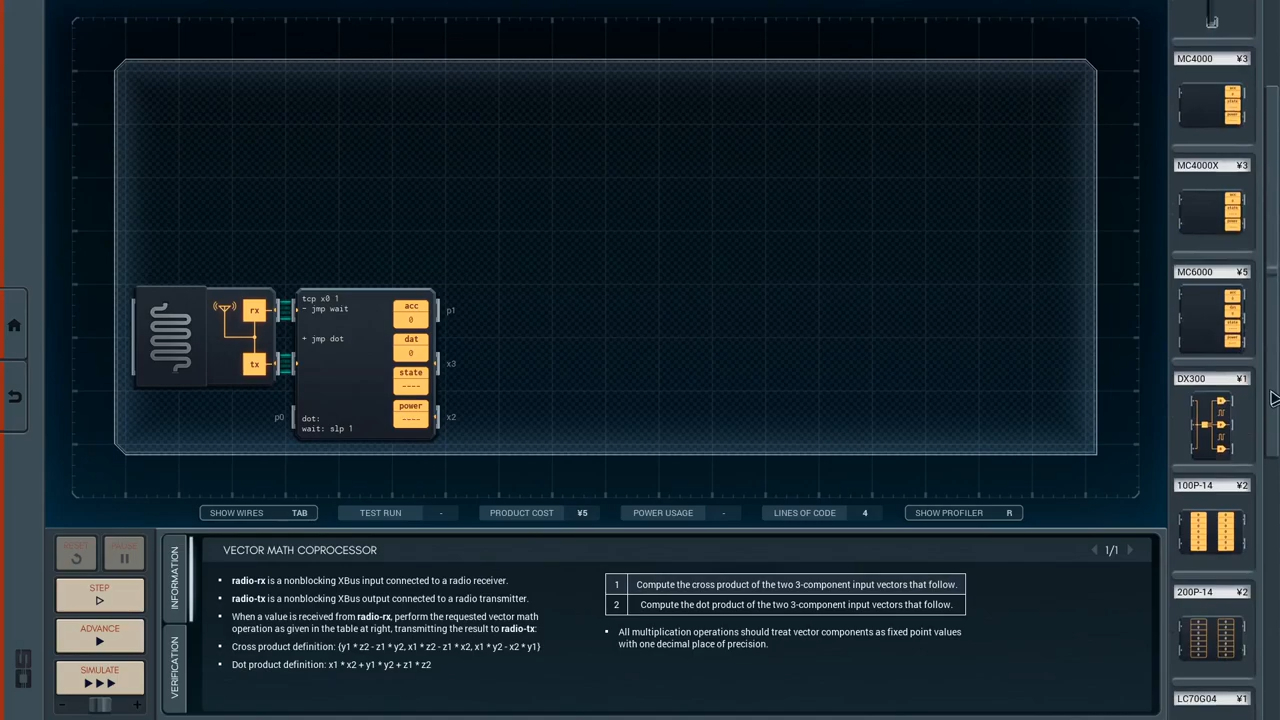 MC4000 ¥3
MC4000X ¥3
MC6000 ¥5
DX300 ¥1
100P-14 ¥2
200P-14 ¥2
LC70G04 ¥1
rx
tx
tcp x0 1
- jmp wait
+ jmp dot
dot:
wait: slp 1
acc
0
dat
0
state
----
power
----
p1
x3
p0
x2
SHOW WIRES TAB
TEST RUN -
PRODUCT COST ¥5
POWER USAGE -
LINES OF CODE 4
SHOW PROFILER R
RESET
PAUSE
STEP
ADVANCE
SIMULATE
- +
INFORMATION
VERIFICATION
VECTOR MATH COPROCESSOR
1/1
radio-rx is a nonblocking XBus input connected to a radio receiver.
radio-tx is a nonblocking XBus output connected to a radio transmitter.
When a value is received from radio-rx, perform the requested vector math
operation as given in the table at right, transmitting the result to radio-tx:
Cross product definition: {y1 * z2 - z1 * y2, x1 * z2 - z1 * x2, x1 * y2 - x2 * y1}
Dot product definition: x1 * x2 + y1 * y2 + z1 * z2
1 Compute the cross product of the two 3-component input vectors that follow.
2 Compute the dot product of the two 3-component input vectors that follow.
All multiplication operations should treat vector components as fixed point values
with one decimal place of precision.